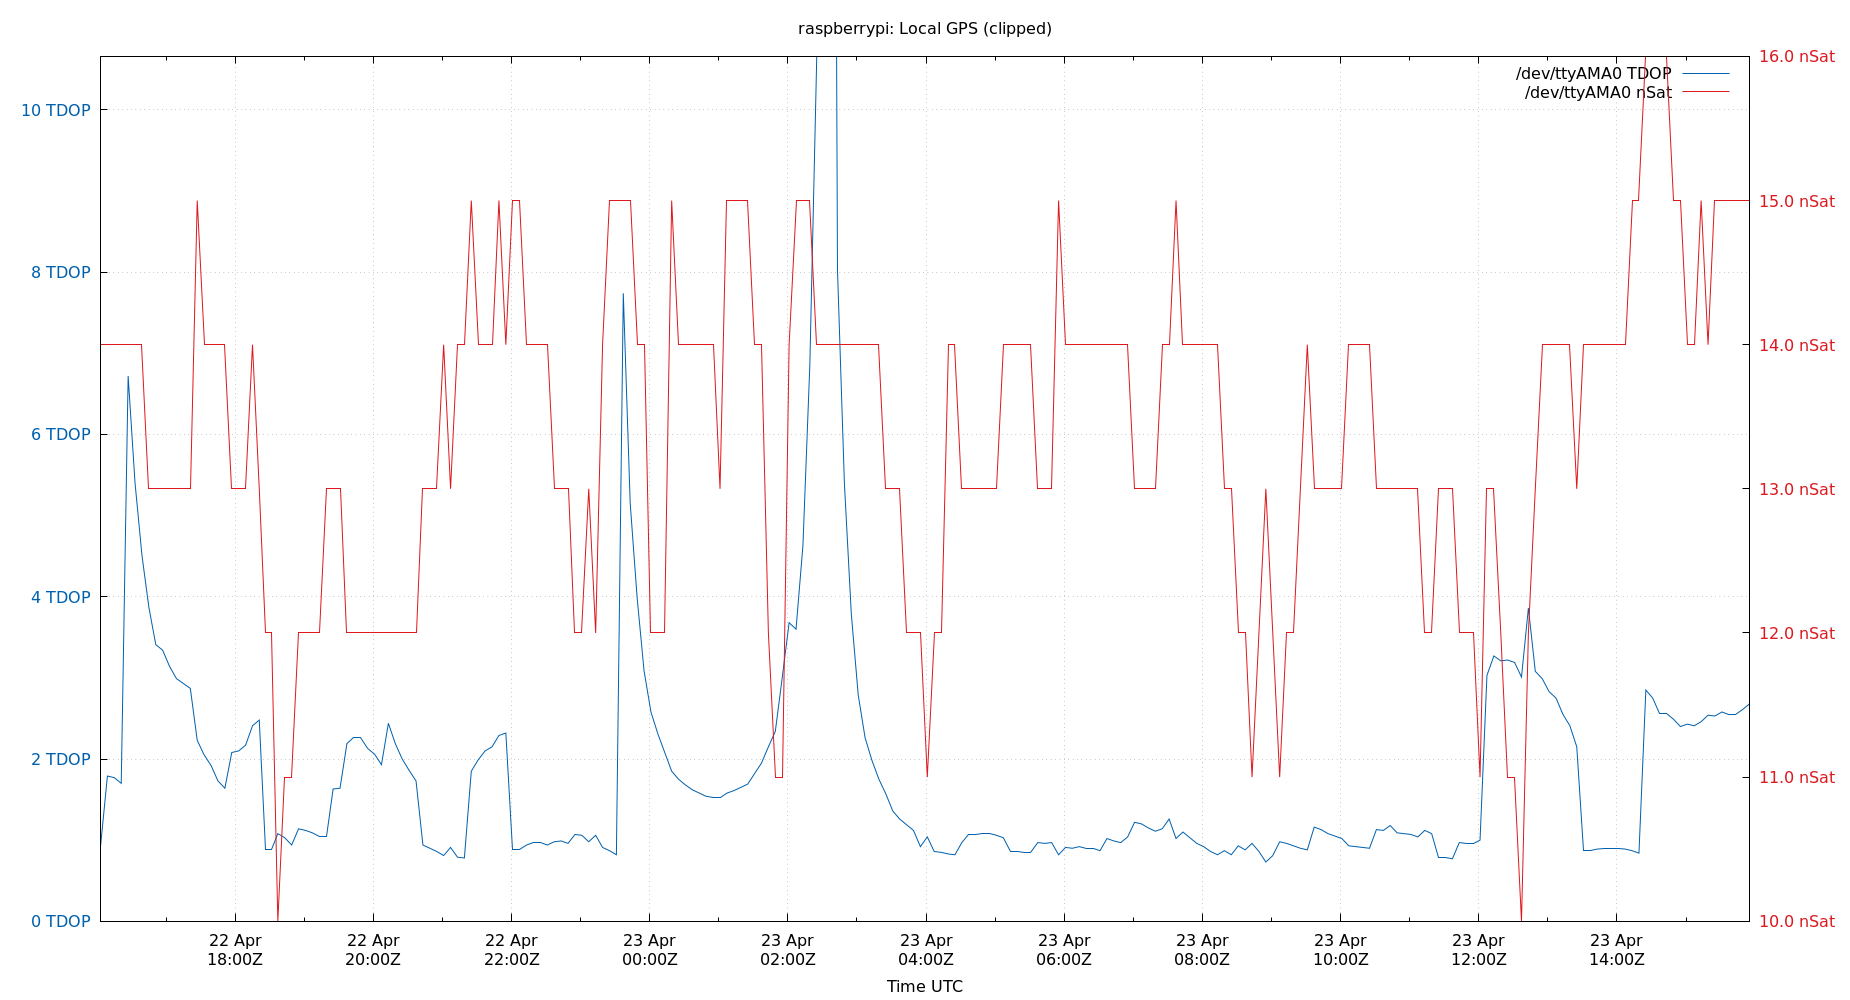 raspberrypi: Local GPS (clipped)
/dev/ttyAMA0 TDOP
/dev/ttyAMA0 nSat
10 TDOP
8 TDOP
6 TDOP
4 TDOP
2 TDOP
0 TDOP
16.0 nSat
15.0 nSat
14.0 nSat
13.0 nSat
12.0 nSat
11.0 nSat
10.0 nSat
22 Apr
18:00Z
22 Apr
20:00Z
22 Apr
22:00Z
23 Apr
00:00Z
23 Apr
02:00Z
23 Apr
04:00Z
23 Apr
06:00Z
23 Apr
08:00Z
23 Apr
10:00Z
23 Apr
12:00Z
23 Apr
14:00Z
Time UTC